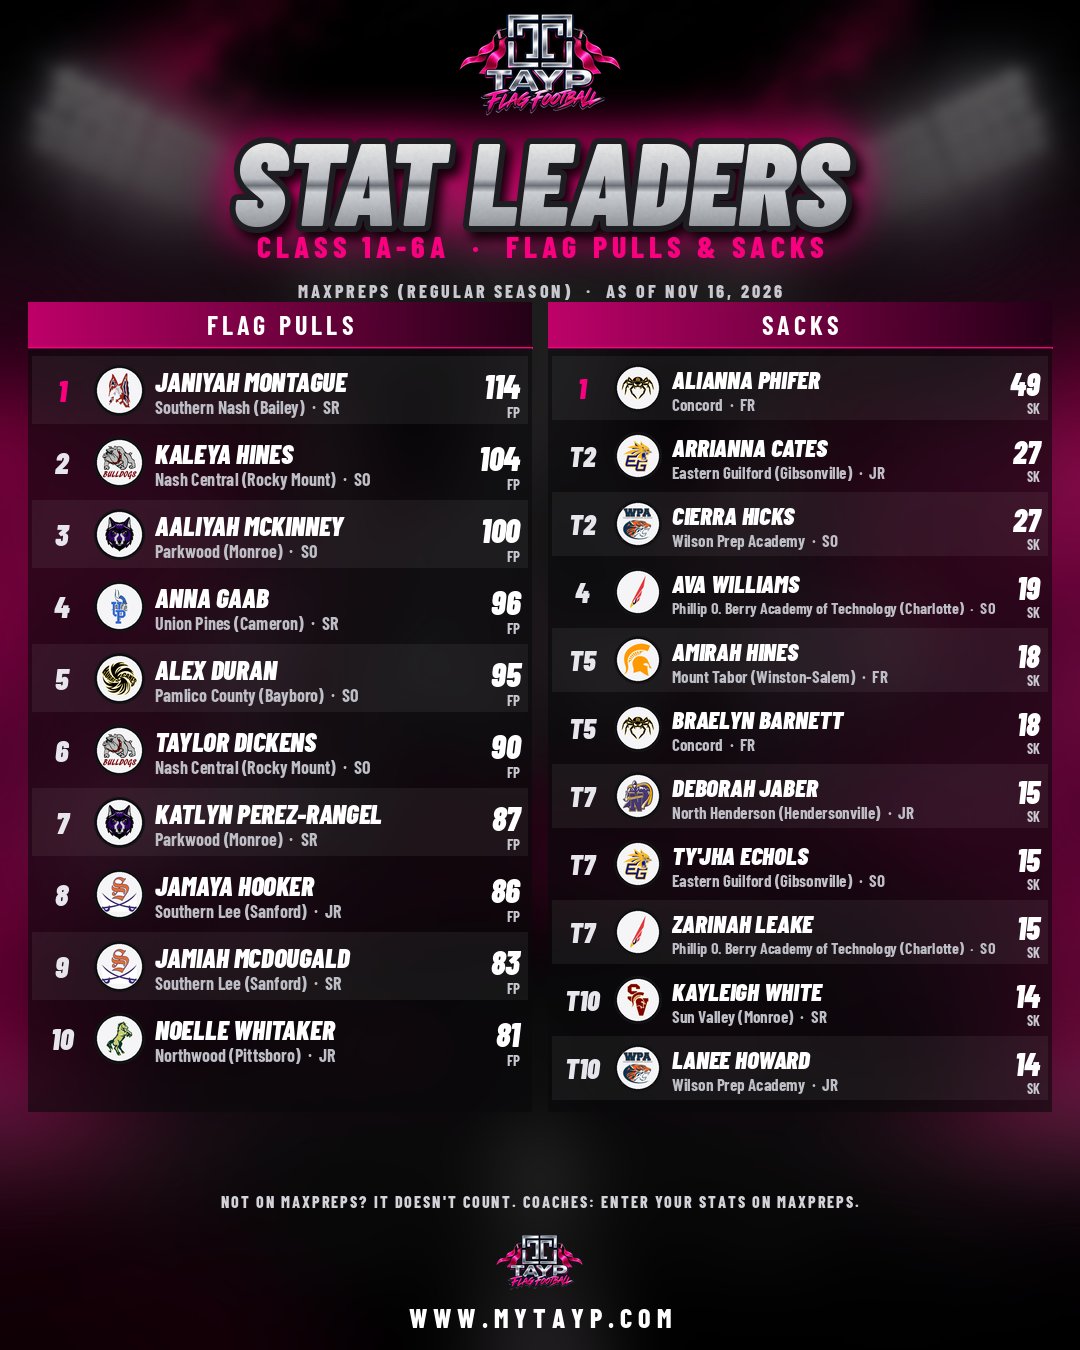 TAYP
FLAG FOOTBALL
STAT LEADERS
CLASS 1A-6A · FLAG PULLS & SACKS
MAXPREPS (REGULAR SEASON) · AS OF NOV 16, 2026
FLAG PULLS
1 JANIYAH MONTAGUE 114
Southern Nash (Bailey) · SR FP
2 KALEYA HINES 104
BULLDOGS Nash Central (Rocky Mount) · SO FP
3 AALIYAH MCKINNEY 100
Parkwood (Monroe) · SO FP
4 ANNA GAAB 96
UP Union Pines (Cameron) · SR FP
5 ALEX DURAN 95
Pamlico County (Bayboro) · SO FP
6 TAYLOR DICKENS 90
BULLDOGS Nash Central (Rocky Mount) · SO FP
7 KATLYN PEREZ-RANGEL 87
Parkwood (Monroe) · SR FP
8 S JAMAYA HOOKER 86
Southern Lee (Sanford) · JR FP
9 S JAMIAH MCDOUGALD 83
Southern Lee (Sanford) · SR FP
10 NOELLE WHITAKER 81
Northwood (Pittsboro) · JR FP
SACKS
1 ALIANNA PHIFER 49
Concord · FR SK
T2 ARRIANNA CATES 27
EG Eastern Guilford (Gibsonville) · JR SK
T2 WPA CIERRA HICKS 27
Wilson Prep Academy · SO SK
4 AVA WILLIAMS 19
Phillip O. Berry Academy of Technology (Charlotte) · SO SK
T5 AMIRAH HINES 18
Mount Tabor (Winston-Salem) · FR SK
T5 BRAELYN BARNETT 18
Concord · FR SK
T7 DEBORAH JABER 15
North Henderson (Hendersonville) · JR SK
T7 TY'JHA ECHOLS 15
EG Eastern Guilford (Gibsonville) · SO SK
T7 ZARINAH LEAKE 15
Phillip O. Berry Academy of Technology (Charlotte) · SO SK
T10 KAYLEIGH WHITE 14
Sun Valley (Monroe) · SR SK
T10 WPA LANEE HOWARD 14
Wilson Prep Academy · JR SK
NOT ON MAXPREPS? IT DOESN'T COUNT. COACHES: ENTER YOUR STATS ON MAXPREPS.
TAYP
FLAG FOOTBALL
WWW.MYTAYP.COM